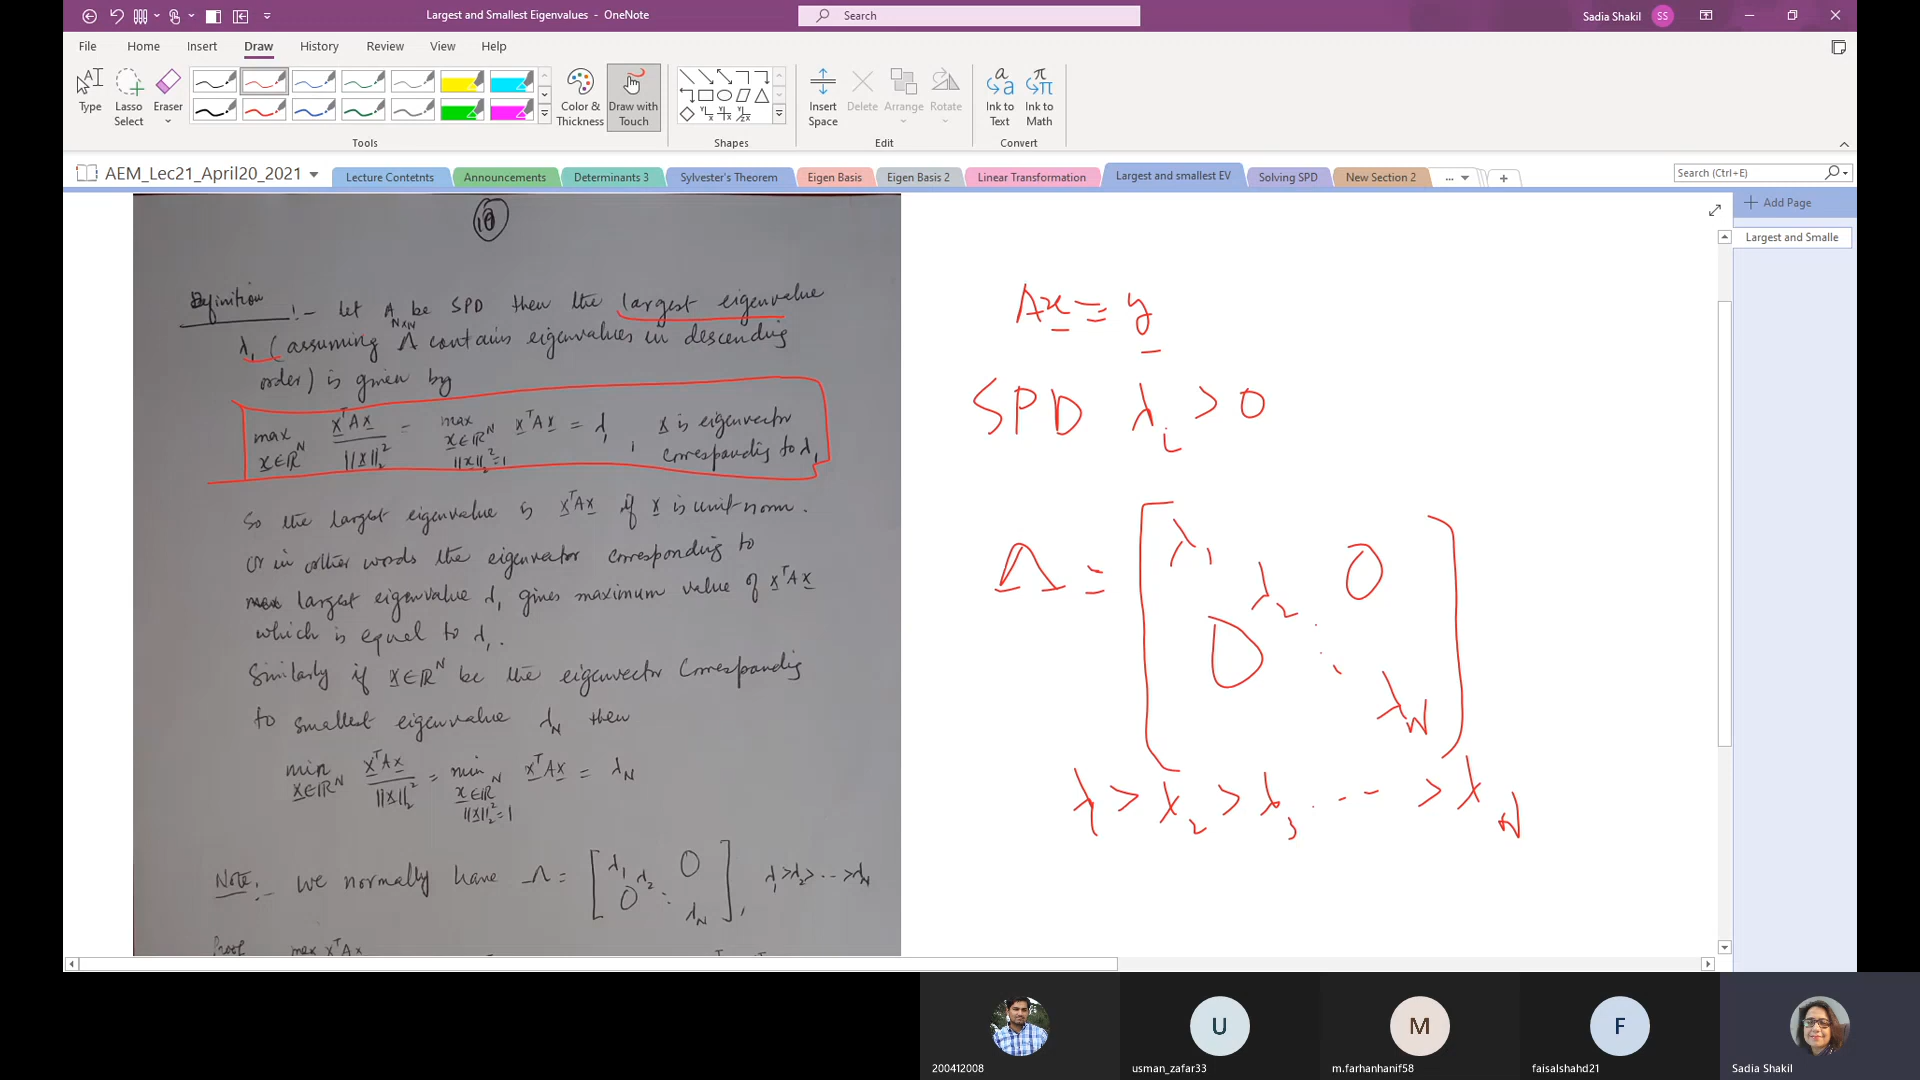 Largest and Smallest Eigenvalues - OneNote
Search
Sadia Shakil SS
File Home Insert Draw History Review View Help
Type
Lasso Select
Eraser
Color & Thickness
Draw with Touch
Insert Space
Delete
Arrange
Rotate
Ink to Text
Ink to Math
Tools Shapes Edit Convert
AEM_Lec21_April20_2021
Lecture Contetnts Announcements Determinants 3 Sylvester's Theorem Eigen Basis Eigen Basis 2 Linear Transformation Largest and smallest EV Solving SPD New Section 2 ...
Search (Ctrl+E)
Add Page
Largest and Smalle
10
Definition :- Let A N×N be SPD then the largest eigenvalue
λ₁ (assuming Λ contains eigenvalues in descending
order) is given by
max x∈ℝᴺ xᵀAx / ||x||₂² = max x∈ℝᴺ ||x||₂²=1 xᵀAx = λ₁, x is eigenvector corresponding to λ₁
So the largest eigenvalue is xᵀAx if x is unit norm.
Or in other words the eigenvector corresponding to
largest eigenvalue λ₁ gives maximum value of xᵀAx
which is equal to λ₁.
Similarly if x∈ℝᴺ be the eigenvector Corresponding
to smallest eigenvalue λN then
min x∈ℝᴺ xᵀAx / ||x||₂² = min x∈ℝᴺ ||x||₂²=1 xᵀAx = λN
Note:- We normally have Λ = [λ₁ λ₂ 0 0 ⋱ λN], λ₁>λ₂> ... >λN
Proof max xᵀAx
Ax = y
SPD λi > 0
Λ = [λ₁ 0
λ₂
0 ⋱
λN]
λ₁ > λ₂ > λ₃ ... > λN
U
M
F
200412008
usman_zafar33
m.farhanhanif58
faisalshahd21
Sadia Shakil